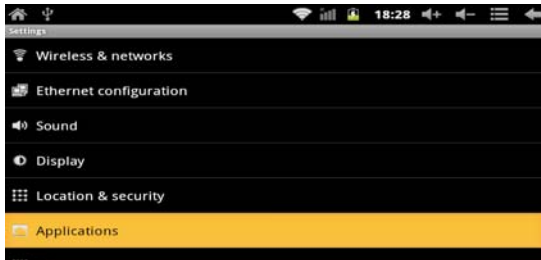 18:28
Settings
Wireless & networks
Ethernet configuration
Sound
Display
Location & security
Applications